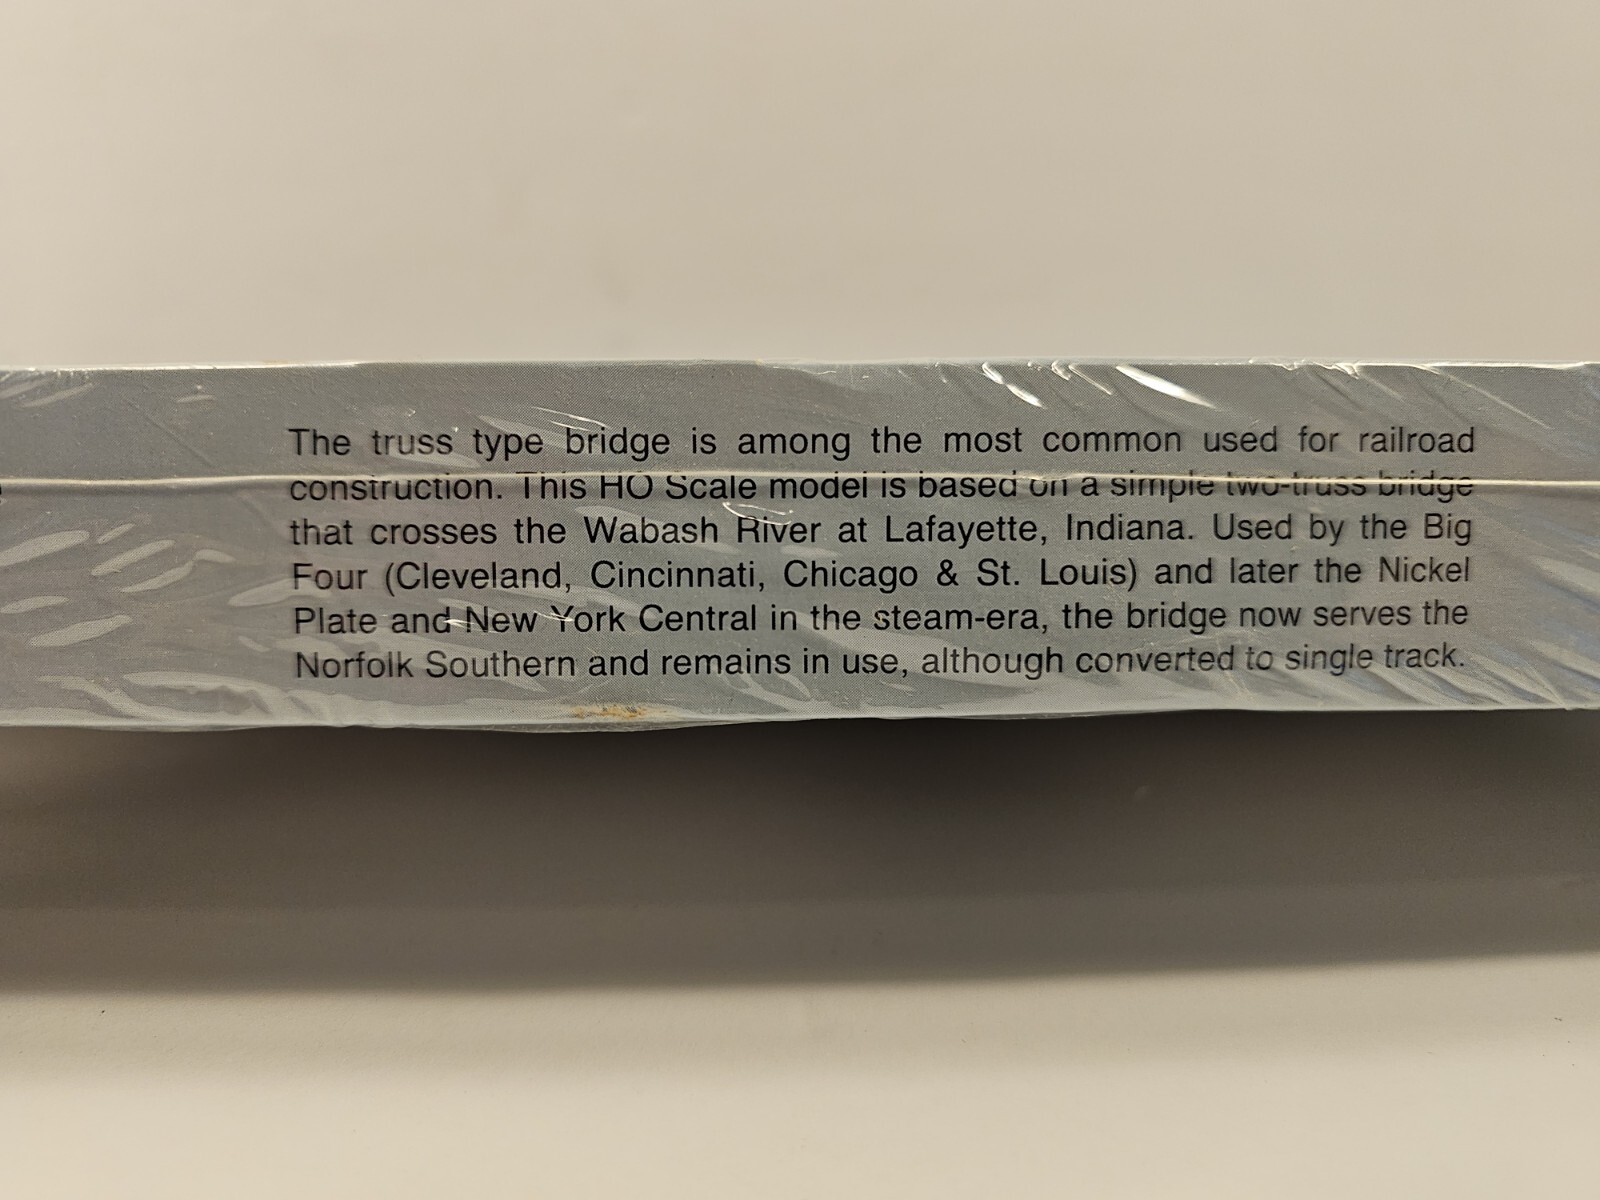 The truss type bridge is among the most common used for railroad
construction. This HO Scale model is based on a simple two-truss bridge
that crosses the Wabash River at Lafayette, Indiana. Used by the Big
Four (Cleveland, Cincinnati, Chicago & St. Louis) and later the Nickel
Plate and New York Central in the steam-era, the bridge now serves the
Norfolk Southern and remains in use, although converted to single track.